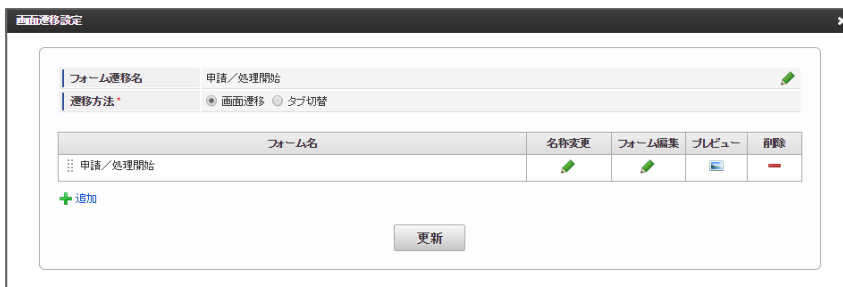 画面遷移設定
フォーム遷移名 申請／処理開始
遷移方法* 画面遷移 タブ切替
フォーム名 名称変更 フォーム編集 プレビュー 削除
申請／処理開始
追加
更新